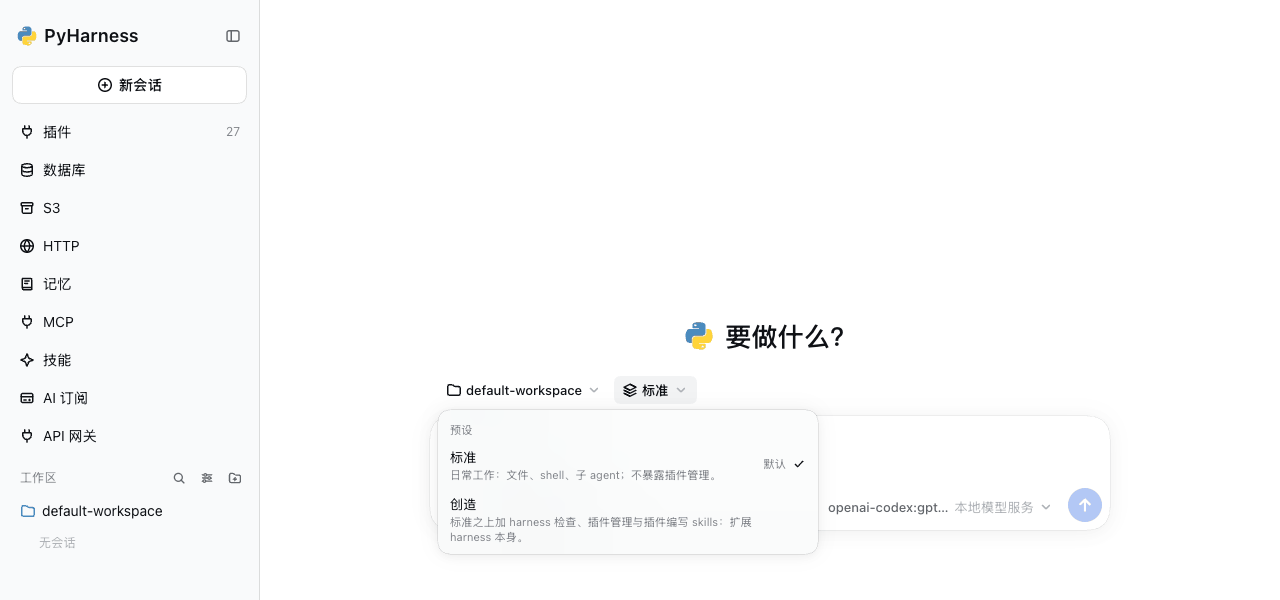 PyHarness
新会话
插件 27
数据库
S3
HTTP
记忆
MCP
技能
AI 订阅
API 网关
工作区
default-workspace
无会话
要做什么?
default-workspace 标准
预设
标准
日常工作：文件、shell、子 agent；不暴露插件管理。
默认
创造
标准之上加 harness 检查、插件管理与插件编写 skills：扩展
harness 本身。
openai-codex:gpt... 本地模型服务